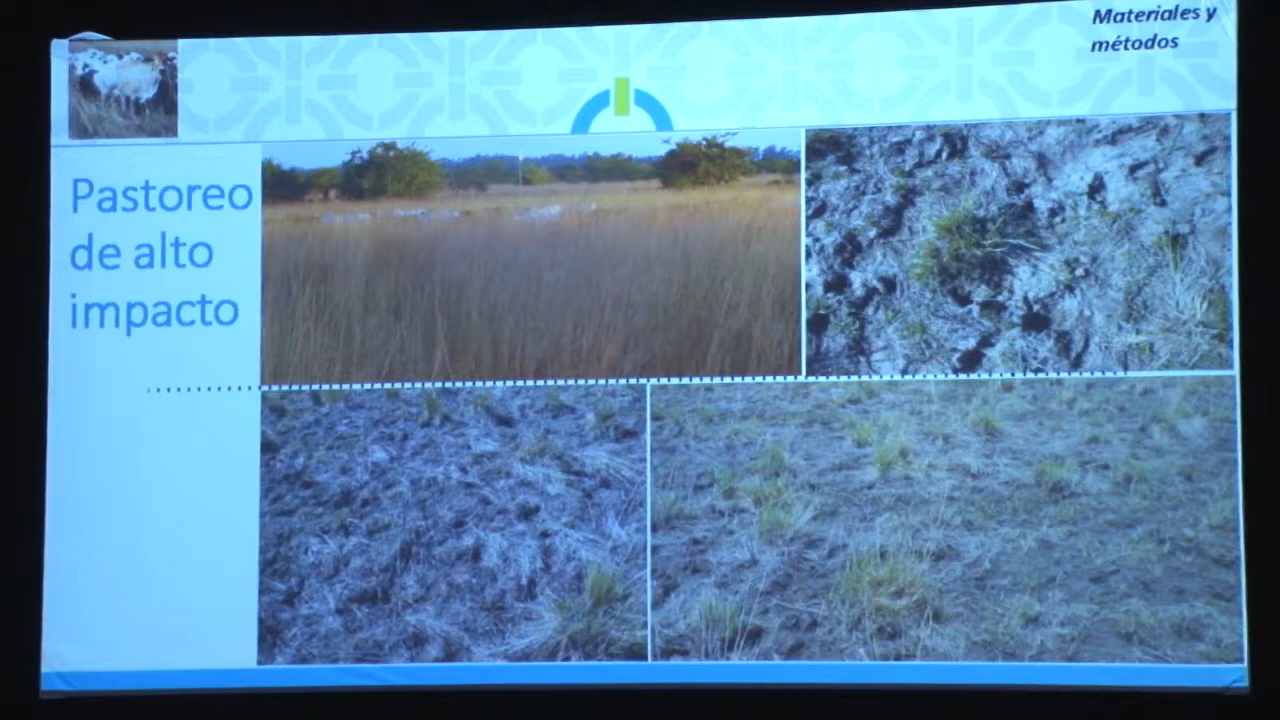 Materiales y
métodos
Pastoreo
de alto
impacto